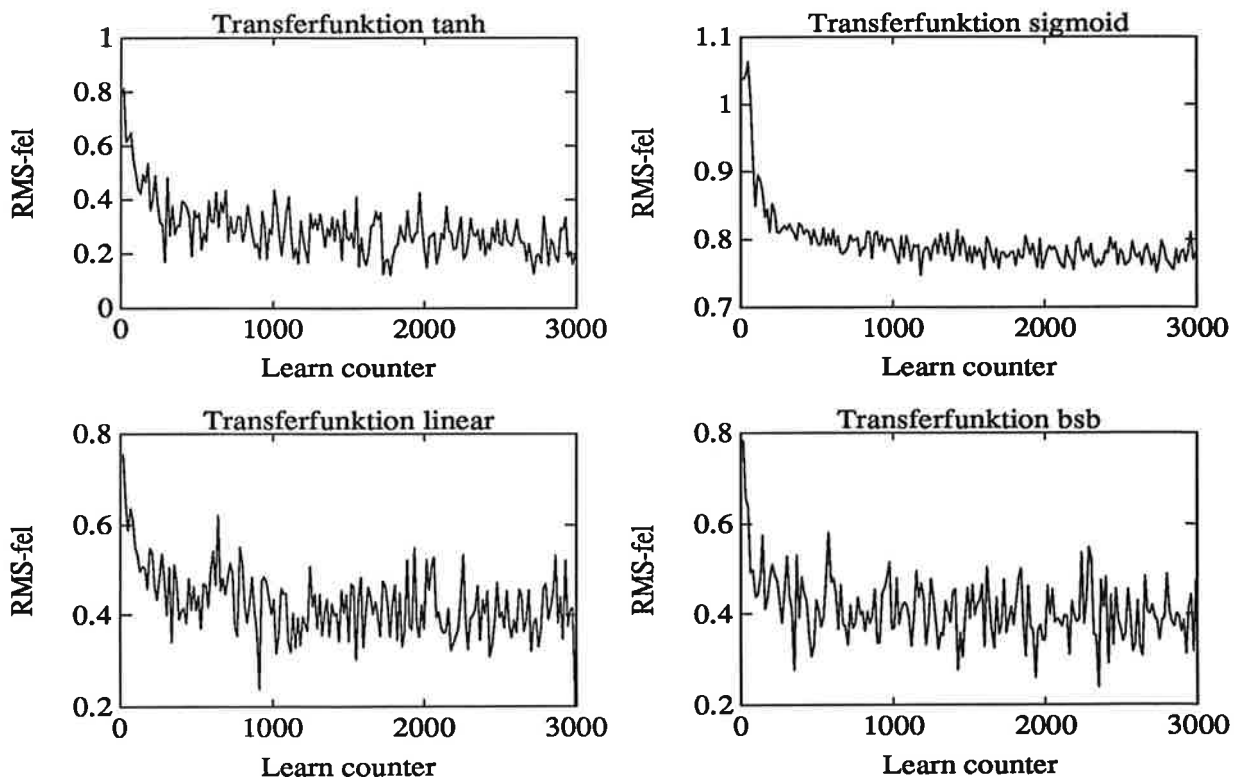 Transferfunktion tanh
1
0.8
0.6
0.4
0.2
0
RMS-fel
0 1000 2000 3000
Learn counter
Transferfunktion sigmoid
1.1
1
0.9
0.8
0.7
RMS-fel
0 1000 2000 3000
Learn counter
Transferfunktion linear
0.8
0.6
0.4
0.2
RMS-fel
0 1000 2000 3000
Learn counter
Transferfunktion bsb
0.8
0.6
0.4
0.2
RMS-fel
0 1000 2000 3000
Learn counter